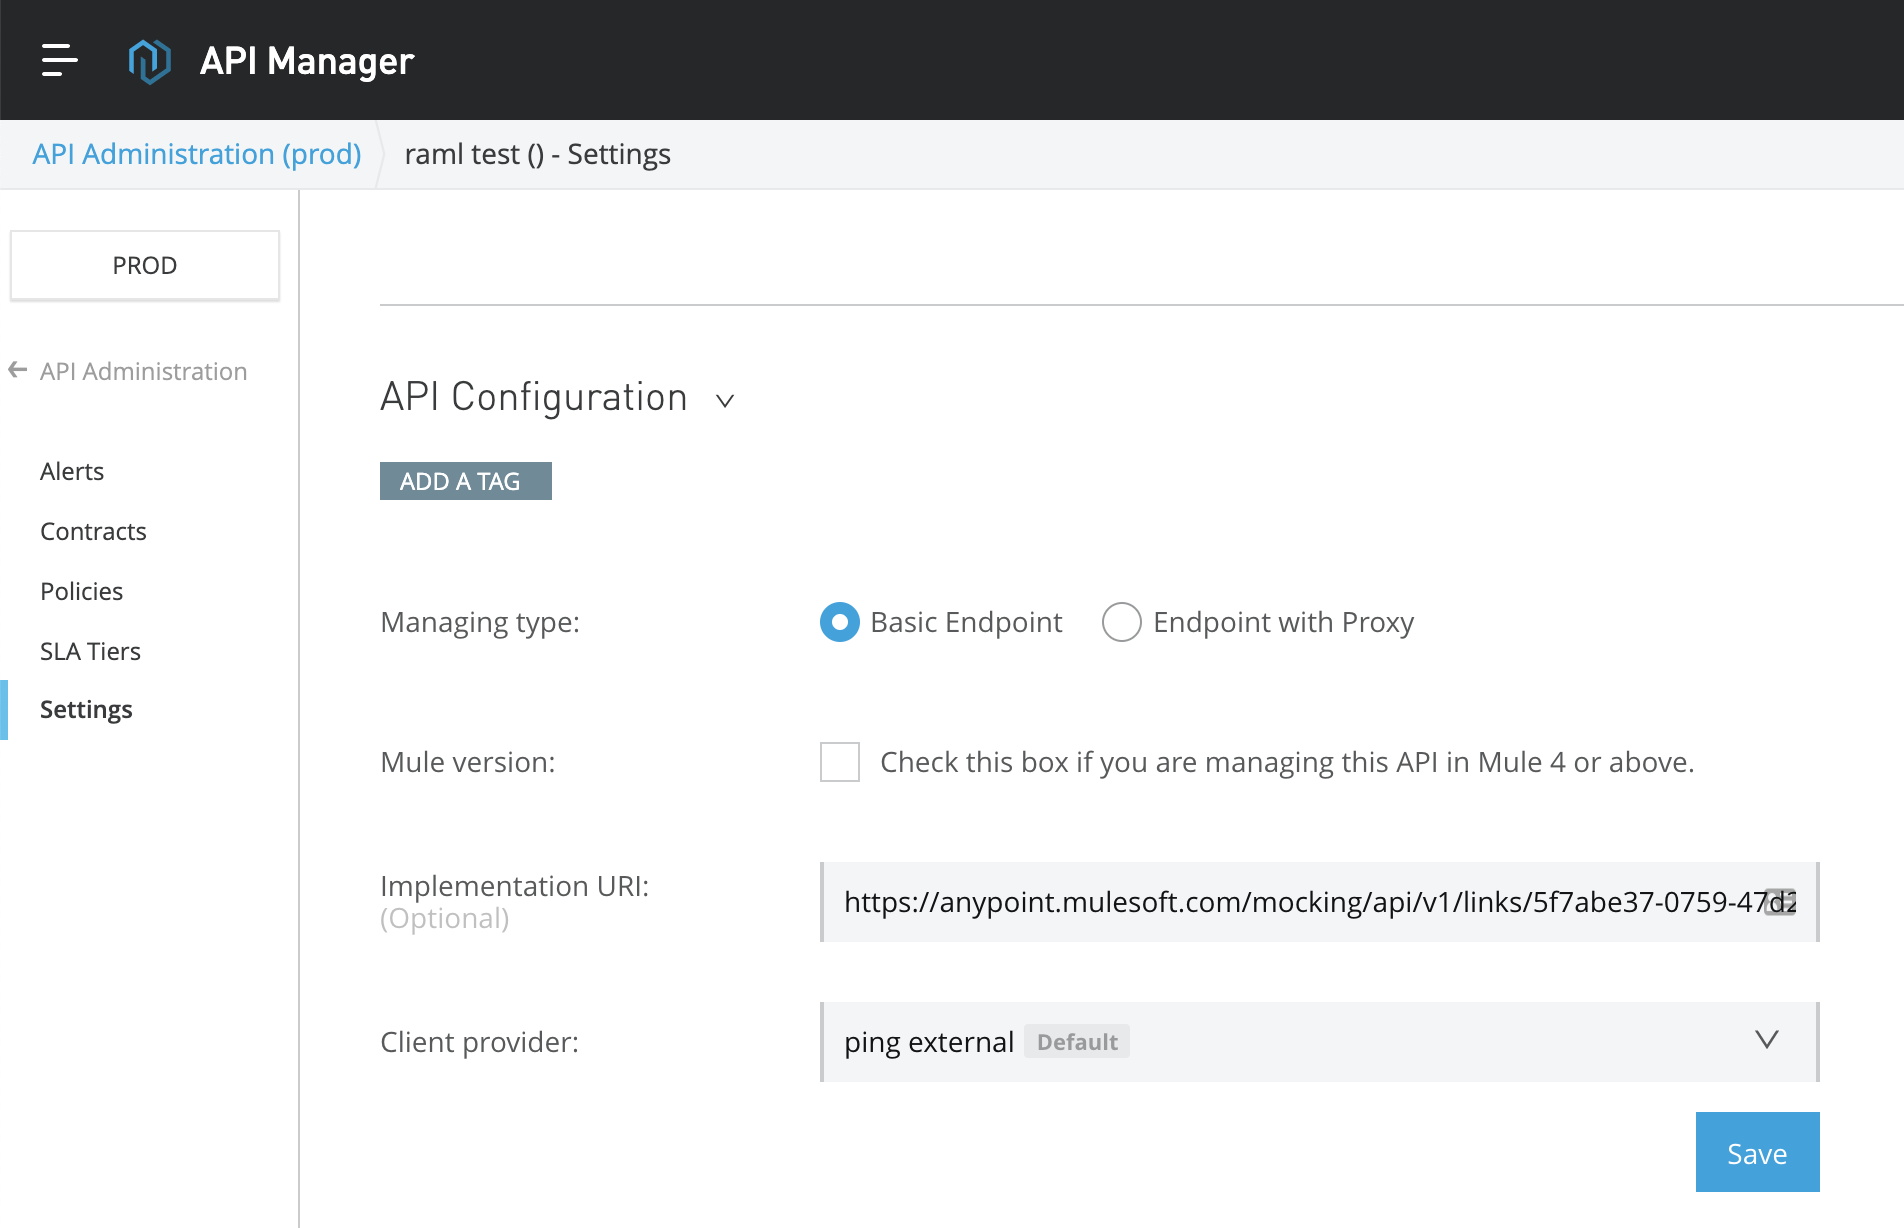 API Manager
API Administration (prod)
raml test () - Settings
PROD
API Administration
Alerts
Contracts
Policies
SLA Tiers
Settings
API Configuration
ADD A TAG
Managing type:
Basic Endpoint
Endpoint with Proxy
Mule version:
Check this box if you are managing this API in Mule 4 or above.
Implementation URI:
(Optional)
https://anypoint.mulesoft.com/mocking/api/v1/links/5f7abe37-0759-47d2
Client provider:
ping external Default
Save